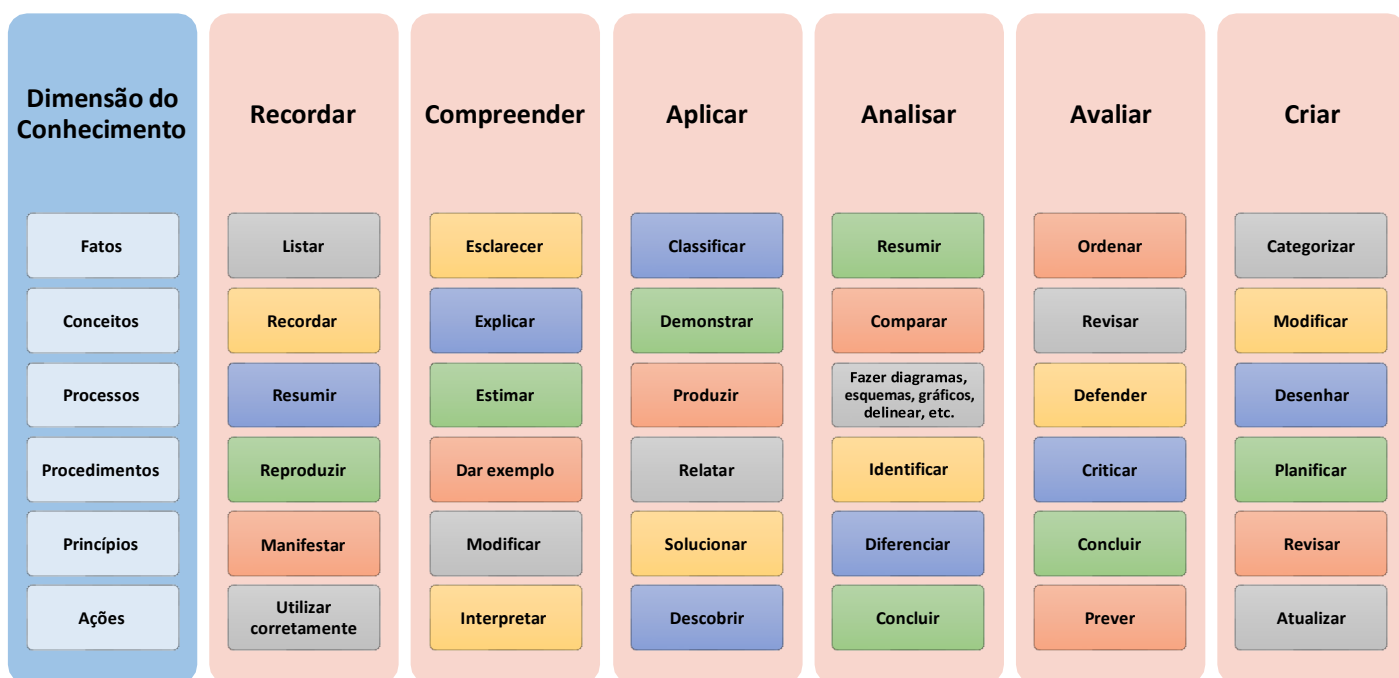 Dimensão do
Conhecimento
Recordar
Compreender
Aplicar
Analisar
Avaliar
Criar
Fatos
Listar
Esclarecer
Classificar
Resumir
Ordenar
Categorizar
Conceitos
Recordar
Explicar
Demonstrar
Comparar
Revisar
Modificar
Processos
Resumir
Estimar
Produzir
Fazer diagramas,
esquemas, gráficos,
delinear, etc.
Defender
Desenhar
Procedimentos
Reproduzir
Dar exemplo
Relatar
Identificar
Criticar
Planificar
Princípios
Manifestar
Modificar
Solucionar
Diferenciar
Concluir
Revisar
Ações
Utilizar
corretamente
Interpretar
Descobrir
Concluir
Prever
Atualizar